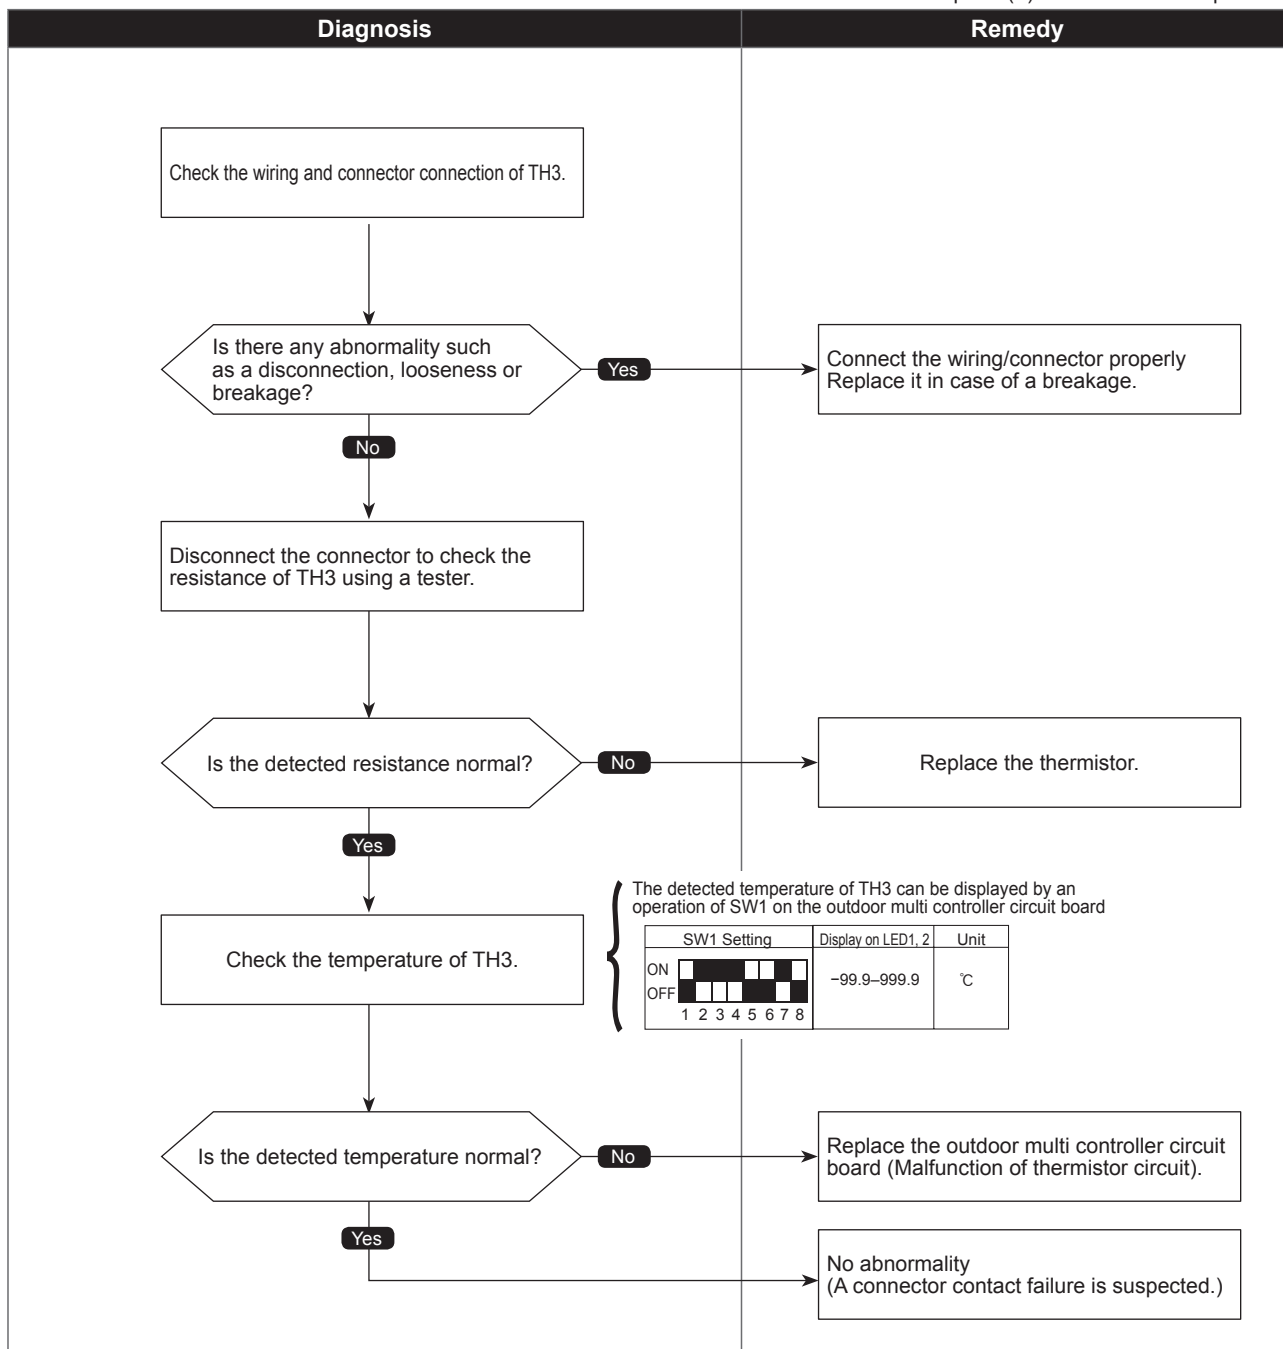 Diagnosis
Remedy
Check the wiring and connector connection of TH3.
Is there any abnormality such
as a disconnection, looseness or
breakage?
Yes
Connect the wiring/connector properly
Replace it in case of a breakage.
No
Disconnect the connector to check the
resistance of TH3 using a tester.
Is the detected resistance normal?
No
Replace the thermistor.
Yes
The detected temperature of TH3 can be displayed by an
operation of SW1 on the outdoor multi controller circuit board
Check the temperature of TH3.
SW1 Setting
Display on LED1, 2
Unit
ON
OFF
−99.9–999.9
℃
1 2 3 4 5 6 7 8
Is the detected temperature normal?
No
Replace the outdoor multi controller circuit
board (Malfunction of thermistor circuit).
Yes
No abnormality
(A connector contact failure is suspected.)